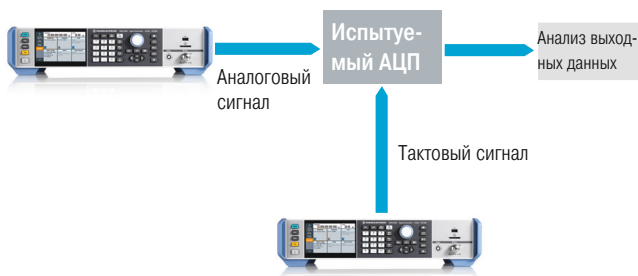 Испытуе-
мый АЦП
Анализ выход-
ных данных
Аналоговый
сигнал
Тактовый сигнал